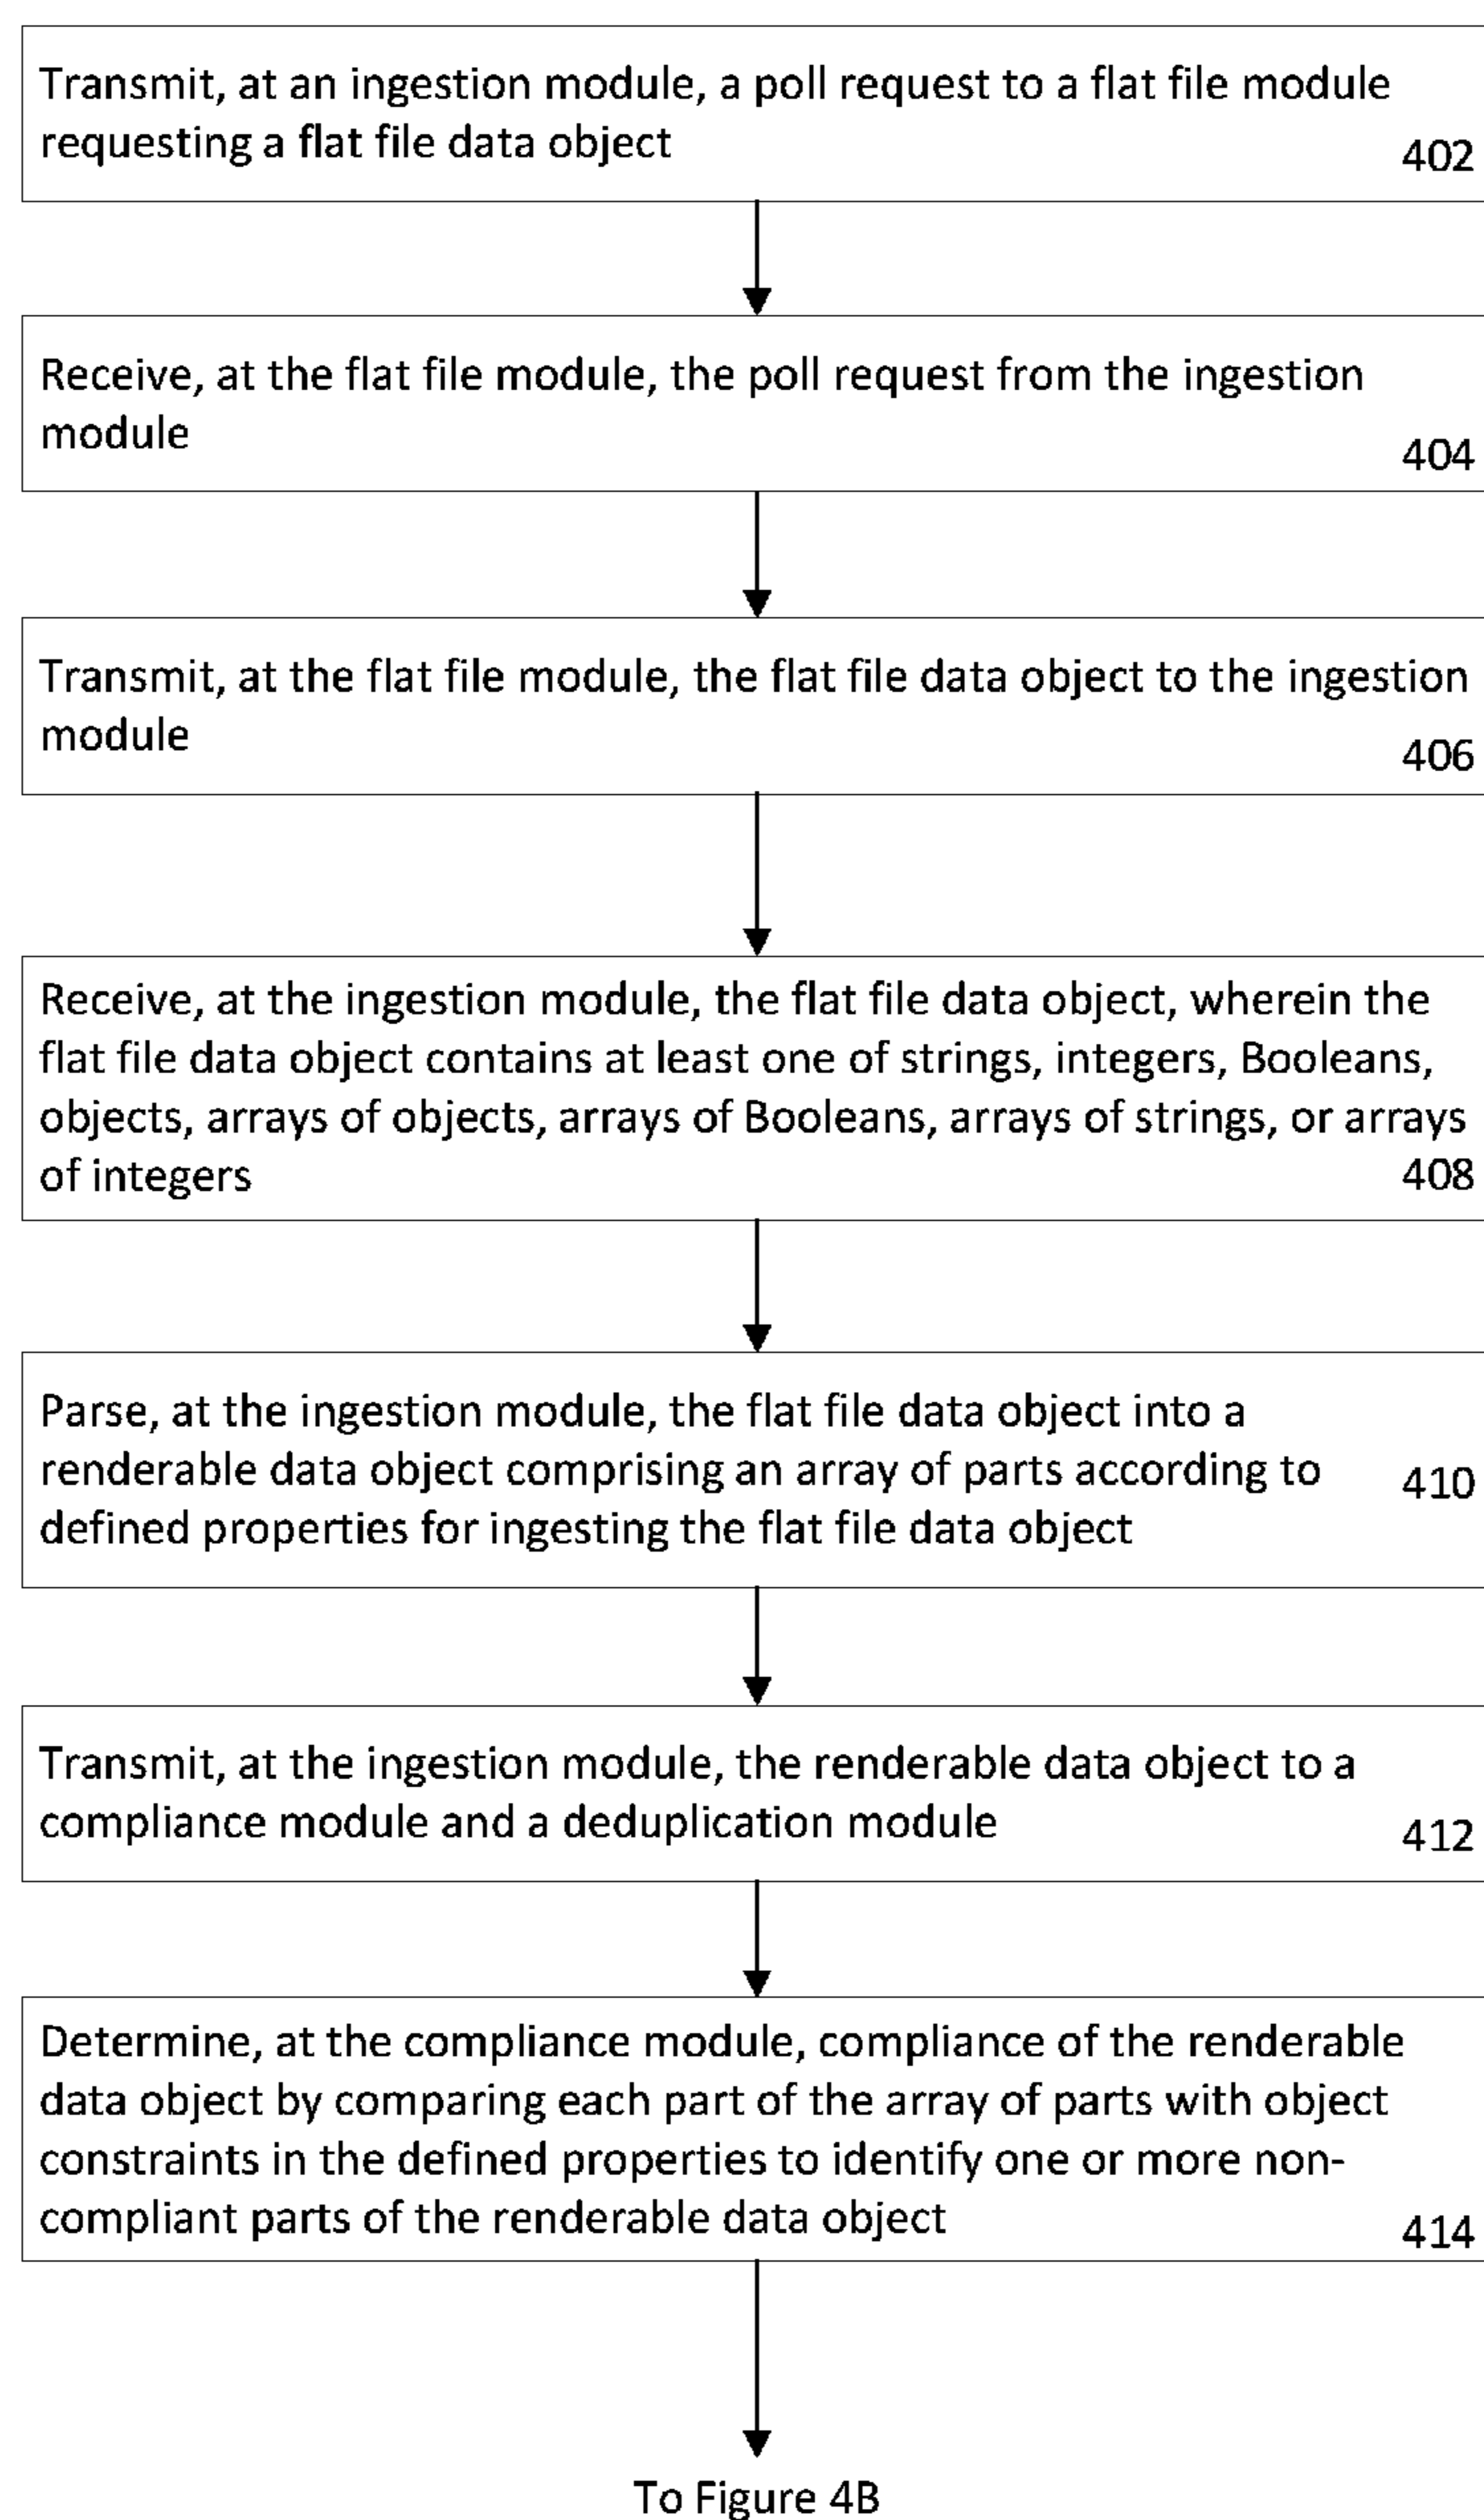 Transmit, at an ingestion module, a poll request to a flat file module
requesting a flat file data object
402
Receive, at the flat file module, the poll request from the ingestion
module
404
Transmit, at the flat file module, the flat file data object to the ingestion
module
406
Receive, at the ingestion module, the flat file data object, wherein the
flat file data object contains at least one of strings, integers, Booleans,
objects, arrays of objects, arrays of Booleans, arrays of strings, or arrays
of integers
408
Parse, at the ingestion module, the flat file data object into a
renderable data object comprising an array of parts according to
defined properties for ingesting the flat file data object
410
Transmit, at the ingestion module, the renderable data object to a
compliance module and a deduplication module
412
Determine, at the compliance module, compliance of the renderable
data object by comparing each part of the array of parts with object
constraints in the defined properties to identify one or more non-
compliant parts of the renderable data object
414
To Figure 4B